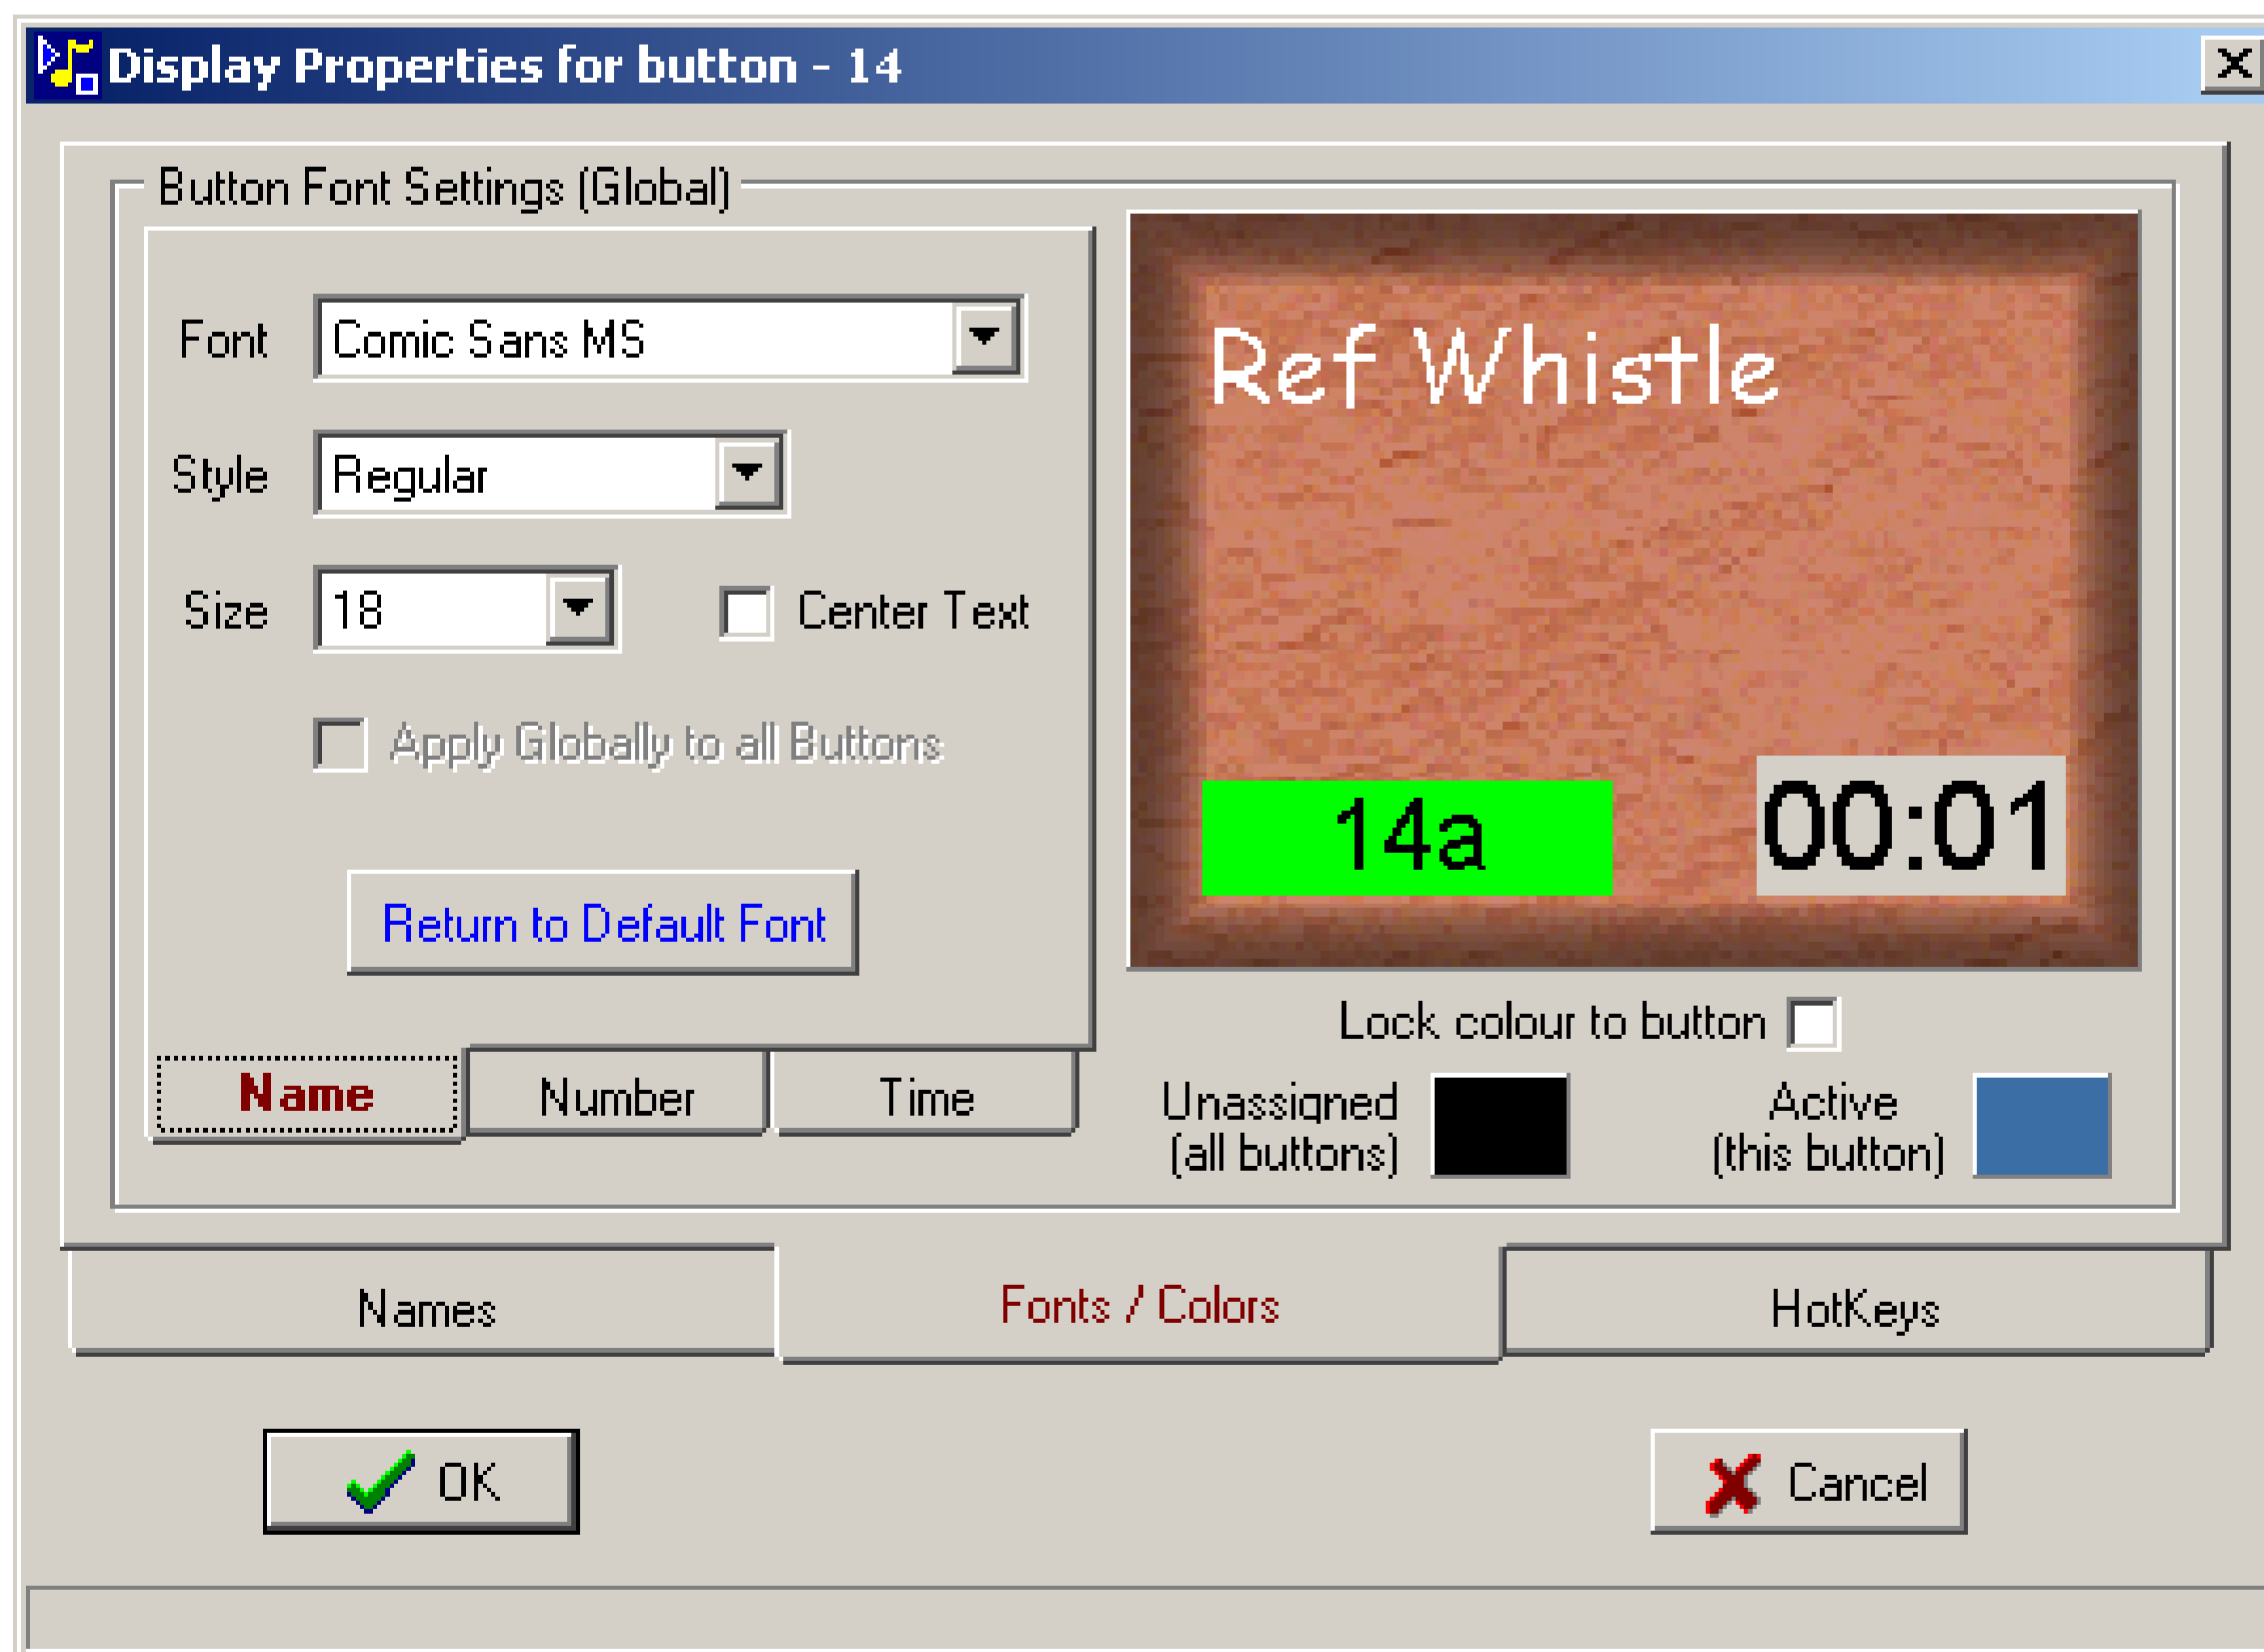 Display Properties for button - 14
Button Font Settings (Global)
Font Comic Sans MS
Style Regular
Size 18 Center Text
Apply Globally to all Buttons
Return to Default Font
Name Number Time
Ref Whistle
14a 00:01
Lock colour to button
Unassigned
(all buttons)
Active
(this button)
Names Fonts / Colors HotKeys
OK Cancel